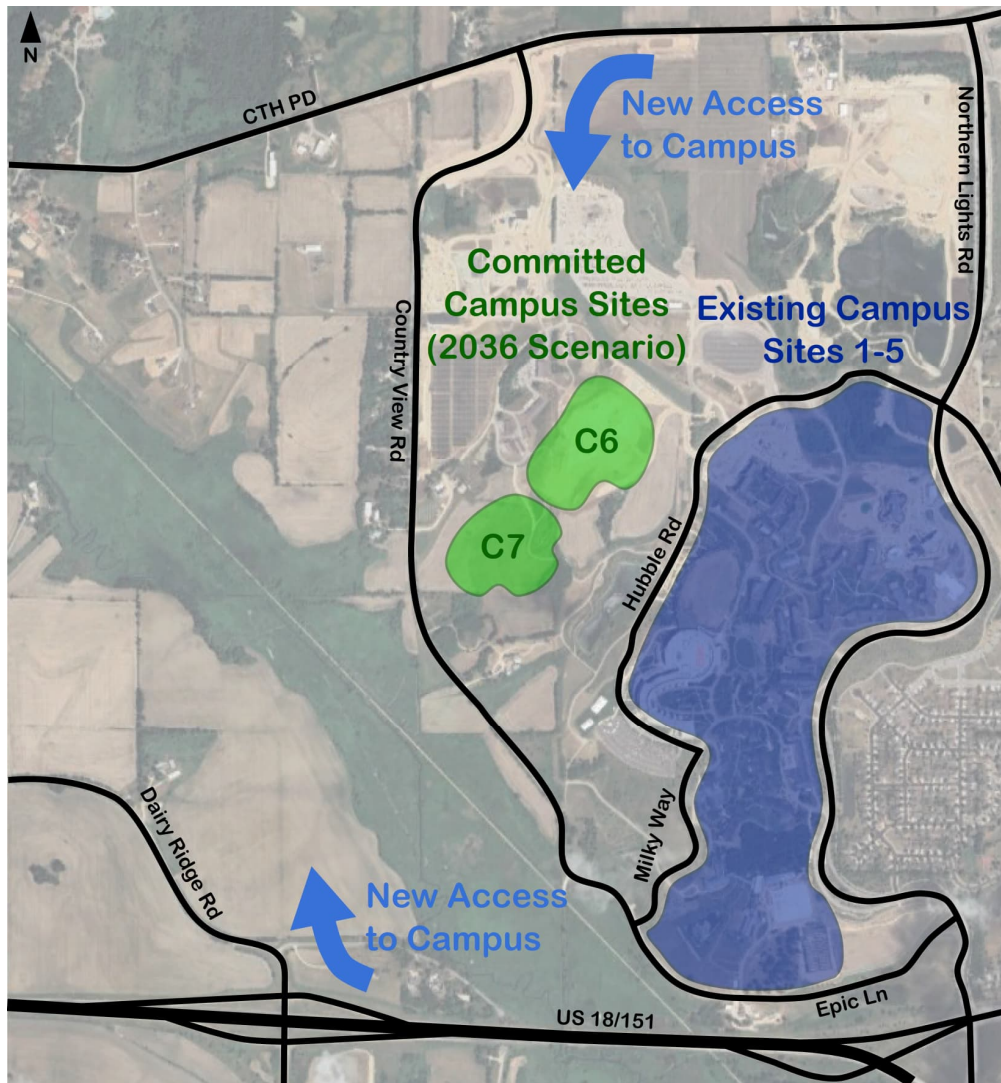 N
CTH PD
New Access
to Campus
Northern Lights Rd
Committed
Campus Sites
(2036 Scenario)
Existing Campus
Sites 1-5
Country View Rd
C6
C7
Hubble Rd
Milky Way
Dairy Ridge Rd
New Access
to Campus
Epic Ln
US 18/151